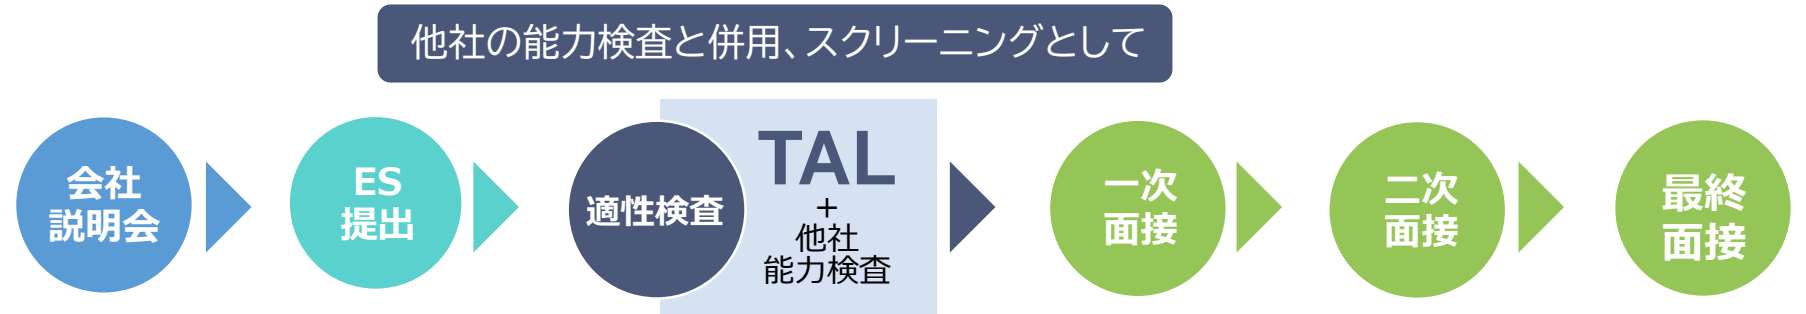 他社の能力検査と併用、スクリーニングとして
会社
説明会
ES
提出
適性検査
TAL
+
他社
能力検査
一次
面接
二次
面接
最終
面接